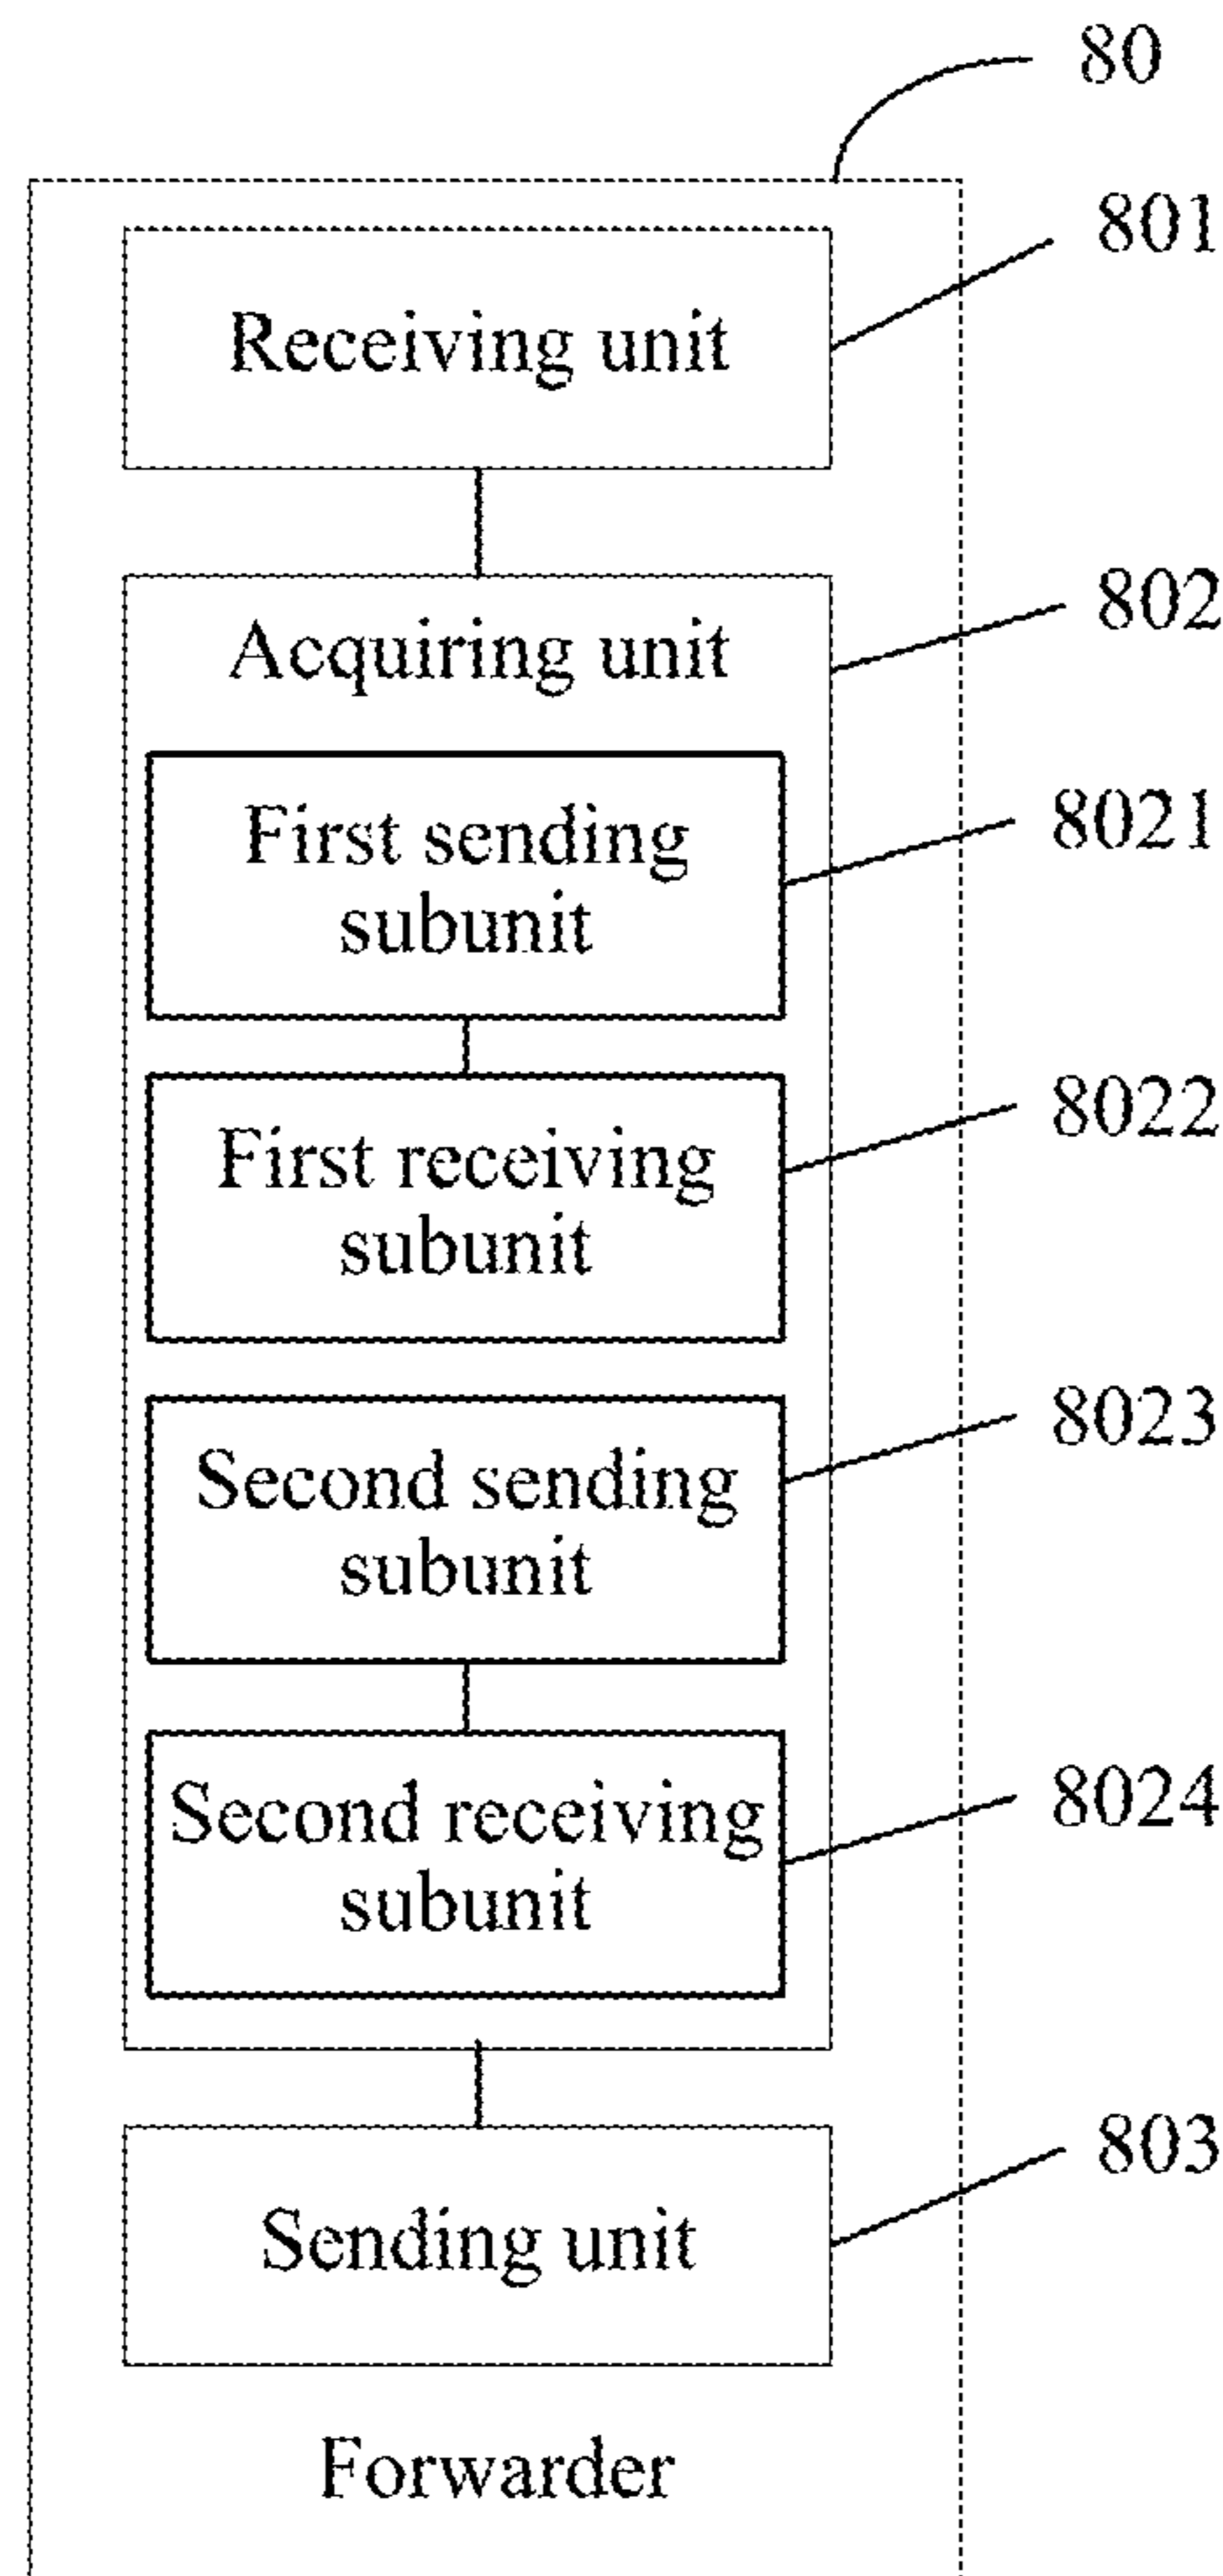 80
801
Receiving unit
802
Acquiring unit
8021
First sending
subunit
8022
First receiving
subunit
8023
Second sending
subunit
8024
Second receiving
subunit
803
Sending unit
Forwarder